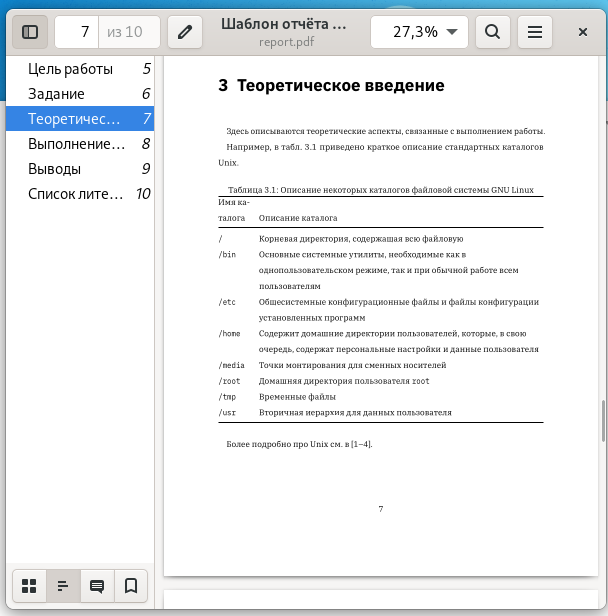 7 из 10
Шаблон отчёта ...
report.pdf
27,3%
Цель работы 5
Задание 6
Теоретичес... 7
Выполнение... 8
Выводы 9
Список лите... 10
3 Теоретическое введение
Здесь описываются теоретические аспекты, связанные с выполнением работы.
Например, в табл. 3.1 приведено краткое описание стандартных каталогов
Unix.
Таблица 3.1: Описание некоторых каталогов файловой системы GNU Linux
Имя ка-
талога Описание каталога
/ Корневая директория, содержащая всю файловую
/bin Основные системные утилиты, необходимые как в
однопользовательском режиме, так и при обычной работе всем
пользователям
/etc Общесистемные конфигурационные файлы и файлы конфигурации
установленных программ
/home Содержит домашние директории пользователей, которые, в свою
очередь, содержат персональные настройки и данные пользователя
/media Точки монтирования для сменных носителей
/root Домашняя директория пользователя root
/tmp Временные файлы
/usr Вторичная иерархия для данных пользователя
Более подробно про Unix см. в [1–4].
7